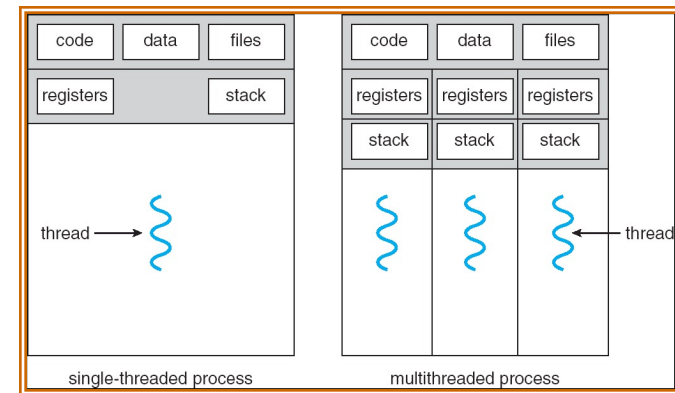 code data files code data files
registers stack registers registers registers
stack stack stack
thread thread
single-threaded process multithreaded process